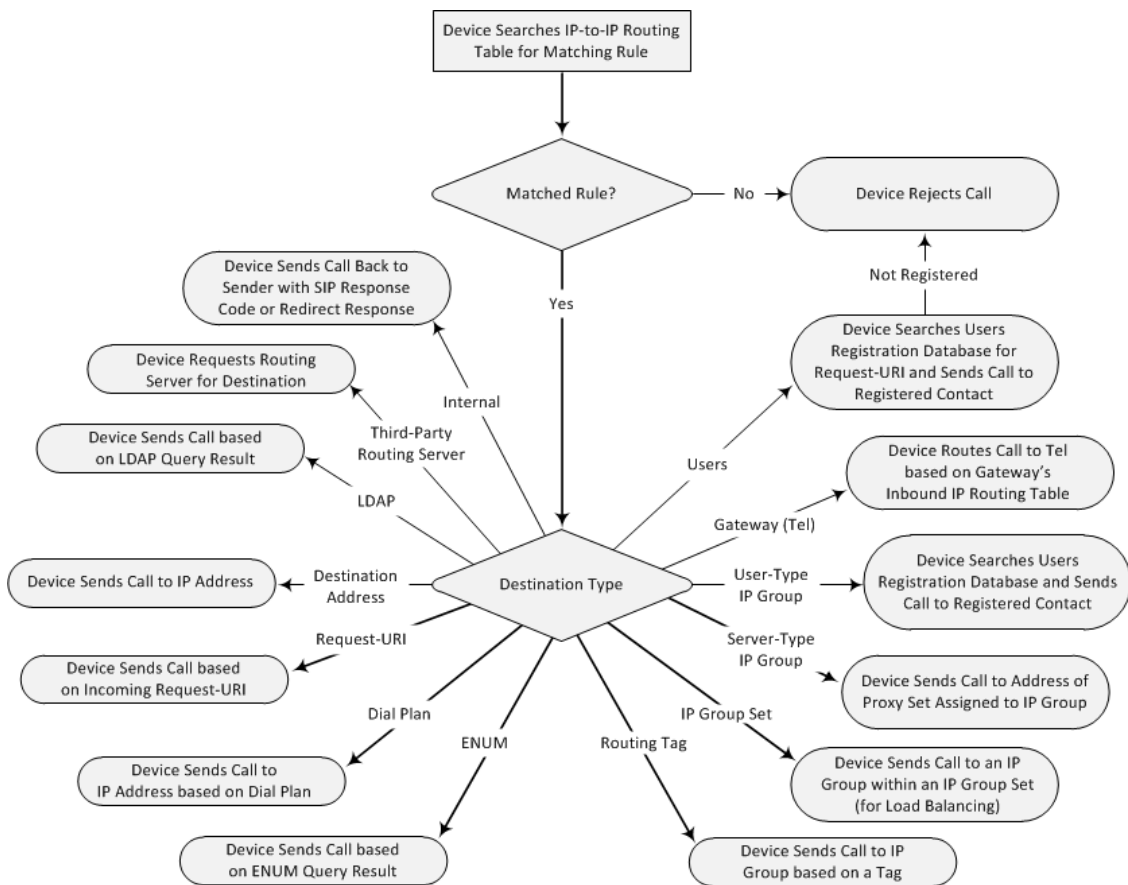 Device Searches IP-to-IP Routing
Table for Matching Rule
Matched Rule?
No
Device Rejects Call
Not Registered
Yes
Device Sends Call Back to
Sender with SIP Response
Code or Redirect Response
Device Searches Users
Registration Database for
Request-URI and Sends Call to
Registered Contact
Device Requests Routing
Server for Destination
Internal
Third-Party
Routing Server
Device Sends Call based
on LDAP Query Result
LDAP
Users
Device Routes Call to Tel
based on Gateway's
Inbound IP Routing Table
Gateway (Tel)
Destination Type
Device Sends Call to IP Address
Destination
Address
User-Type
IP Group
Device Searches Users
Registration Database and Sends
Call to Registered Contact
Request-URI
Device Sends Call based
on Incoming Request-URI
Server-Type
IP Group
Device Sends Call to Address of
Proxy Set Assigned to IP Group
Dial Plan
Device Sends Call to
IP Address based on Dial Plan
ENUM
Device Sends Call based
on ENUM Query Result
Routing Tag
Device Sends Call to IP
Group based on a Tag
IP Group Set
Device Sends Call to an IP
Group within an IP Group Set
(for Load Balancing)